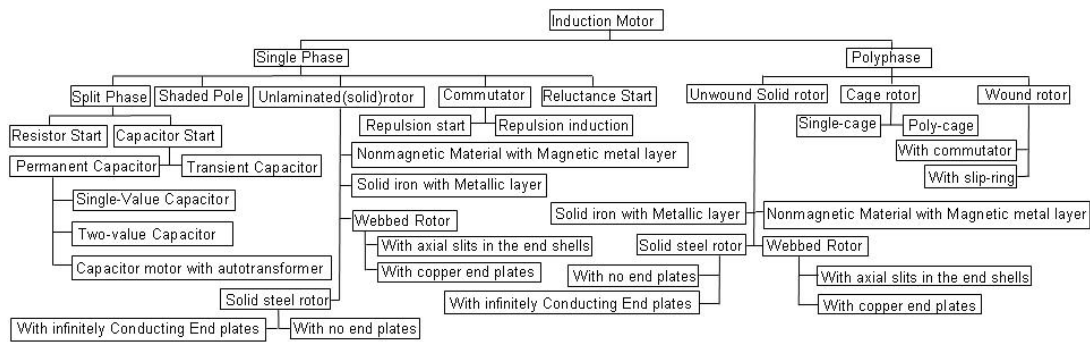 Induction Motor
Single Phase
Polyphase
Split Phase
Shaded Pole
Unlaminated(solid)rotor
Commutator
Reluctance Start
Unwound Solid rotor
Cage rotor
Wound rotor
Resistor Start
Capacitor Start
Repulsion start
Repulsion induction
Single-cage
Poly-cage
Permanent Capacitor
Transient Capacitor
Nonmagnetic Material with Magnetic metal layer
With commutator
With slip-ring
Single-Value Capacitor
Solid iron with Metallic layer
Two-value Capacitor
Webbed Rotor
Solid iron with Metallic layer
Nonmagnetic Material with Magnetic metal layer
With axial slits in the end shells
Solid steel rotor
Webbed Rotor
Capacitor motor with autotransformer
With copper end plates
With no end plates
With axial slits in the end shells
Solid steel rotor
With infinitely Conducting End plates
With copper end plates
With infinitely Conducting End plates
With no end plates